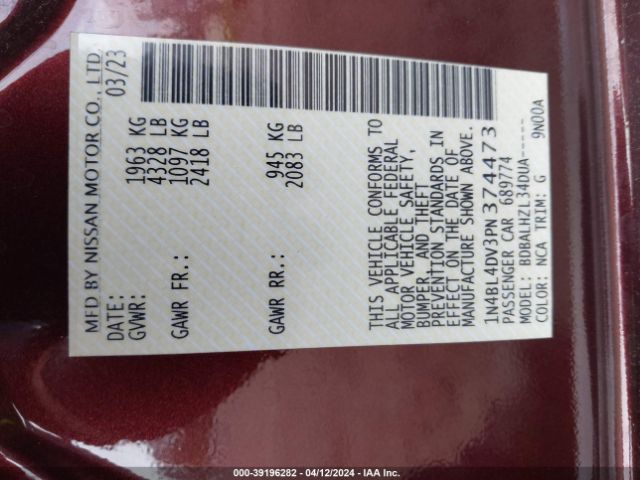 MFD BY NISSAN MOTOR CO., LTD.
DATE: 03/23
GVWR: 1963 KG
4328 LB
GAWR FR.: 1097 KG
2418 LB
GAWR RR.: 945 KG
2083 LB
THIS VEHICLE CONFORMS TO
ALL APPLICABLE FEDERAL
MOTOR VEHICLE SAFETY,
BUMPER, AND THEFT
PREVENTION STANDARDS IN
EFFECT ON THE DATE OF
MANUFACTURE SHOWN ABOVE.
1N4BL4DV3PN374473
PASSENGER CAR 689774
MODEL: BDBALHZL34DUA-----
COLOR: NCA TRIM: G 9N00A
000-39196282 - 04/12/2024 - IAA Inc.